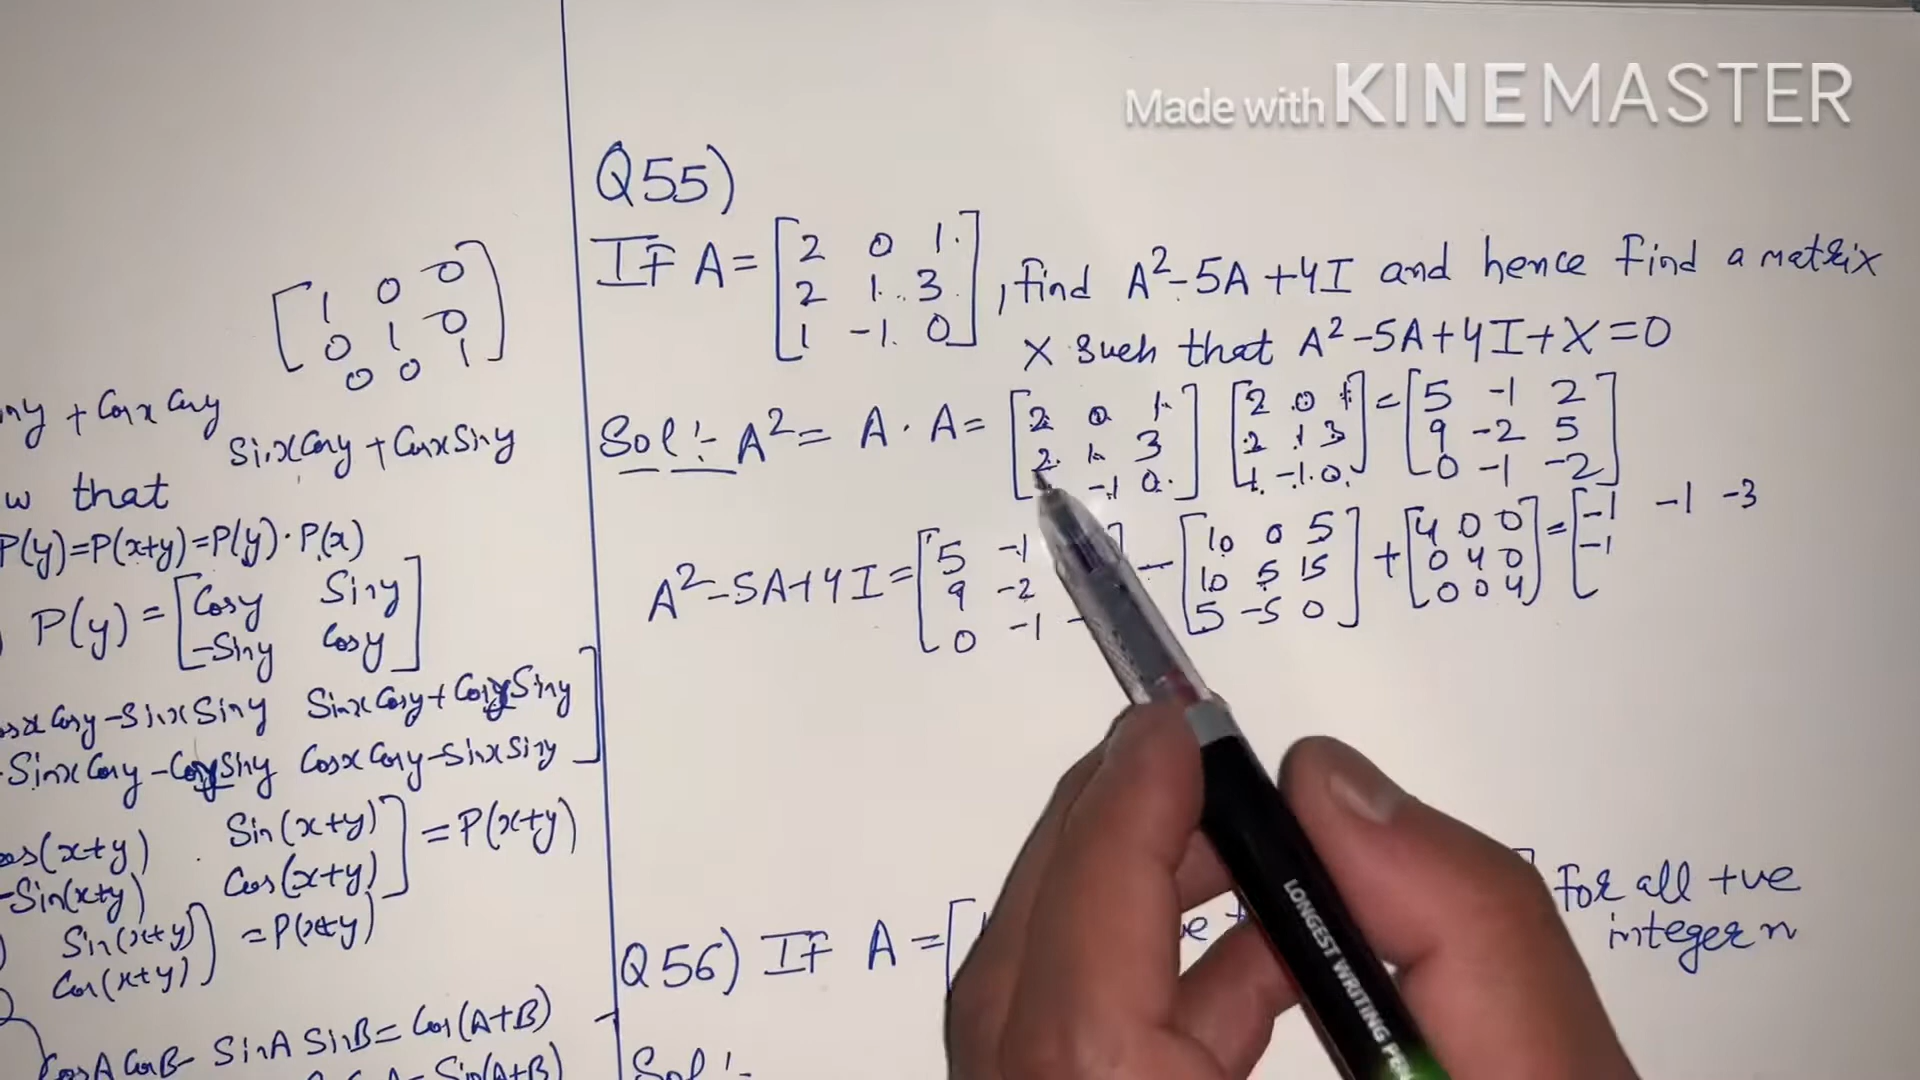 Made with KINEMASTER
1 0 0
0 1 0
0 0 1
iny + Cosx Cosy
Sinx Cosy + Cosx Siny
w that
P(y) = P(x+y) = P(y) · P(x)
P(y) = [Cosy Siny
-Siny Cosy]
osx Cosy - Sinx Siny Sinx Cosy + Cosy Siny
- Sinx Cosy - Cosy Siny Cosx Cosy - Sinx Siny
Cos(x+y) Sin(x+y)
-Sin(x+y) Cos(x+y)] = P(x+y)
Sin(x+y)
Cos(x+y)] = P(x+y)
CosA CosB - SinA SinB = Cos(A+B)
= Sin(A+B)
Q55)
If A = [2 0 1
2 1 3
1 -1 0], find A² - 5A + 4I and hence find a matrix
X such that A² - 5A + 4I + X = 0
Sol:- A² = A · A = [2 0 1 [2 0 1 = [5 -1 2
2 1 3 2 1 3 9 -2 5
-1 0] 1 -1 0] 0 -1 -2]
A² - 5A + 4I = [5 -1 - [10 0 5 + [4 0 0 = [-1 -1 -3
9 -2 10 5 15 0 4 0 -1
0 -1 5 -5 0] 0 0 4]
Q56) If A = [ For all +ve
integer n
Sol:-